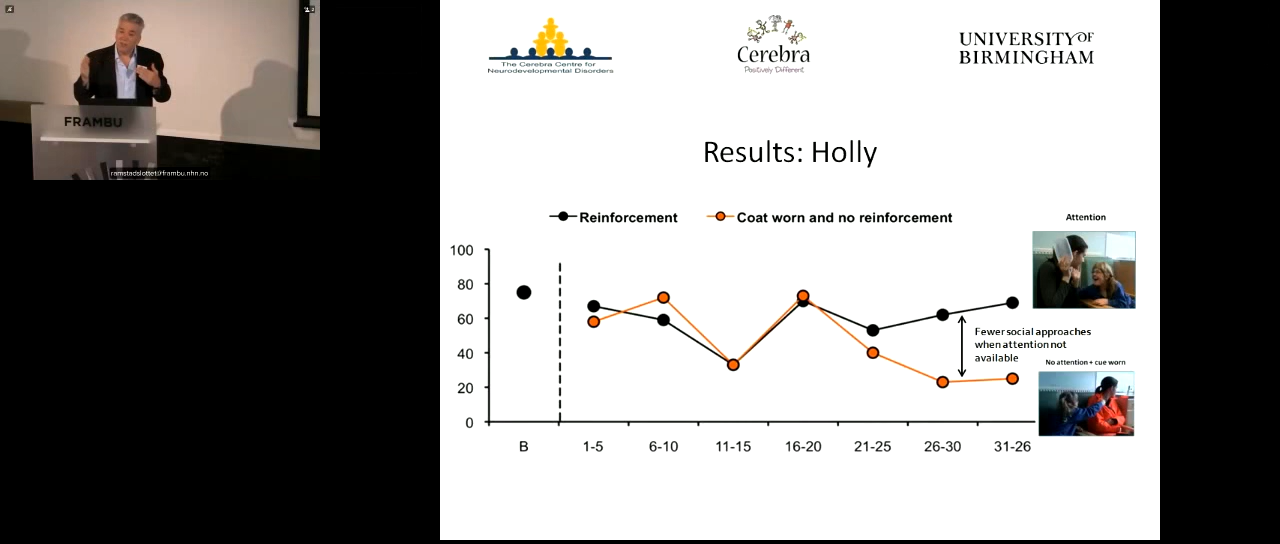 FRAMBU
ramstadslottet@frambu.nhn.no
The Cerebra Centre for
Neurodevelopmental Disorders
Cerebra
Positively Different
UNIVERSITYOF
BIRMINGHAM
Results: Holly
Reinforcement
Coat worn and no reinforcement
Attention
100
80
60
40
20
0
Fewer social approaches
when attention not
available
No attention + cue worn
B 1-5 6-10 11-15 16-20 21-25 26-30 31-26